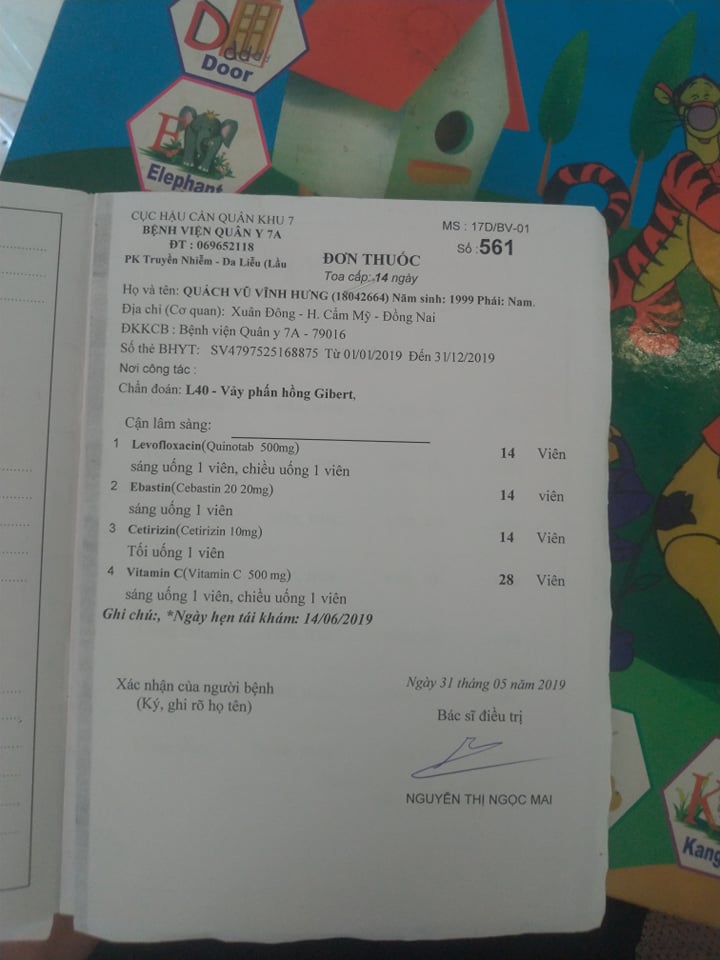 D
Dddd
Door
E
Elephant
CỤC HẬU CẦN QUÂN KHU 7
BỆNH VIỆN QUÂN Y 7A
ĐT : 069652118
PK Truyền Nhiễm - Da Liễu (Lầu
MS : 17D/BV-01
Số :561
ĐƠN THUỐC
Toa cấp: 14 ngày
Họ và tên: QUÁCH VŨ VĨNH HƯNG (18042664) Năm sinh: 1999 Phái: Nam.
Địa chỉ (Cơ quan): Xuân Đông - H. Cẩm Mỹ - Đồng Nai
ĐKKCB : Bệnh viện Quân y 7A - 79016
Số thẻ BHYT: SV4797525168875 Từ 01/01/2019 Đến 31/12/2019
Nơi công tác :
Chẩn đoán: L40 - Vảy phấn hồng Gibert,
Cận lâm sàng:
1 Levofloxacin(Quinotab 500mg) 14 Viên
sáng uống 1 viên, chiều uống 1 viên
2 Ebastin(Cebastin 20 20mg) 14 viên
sáng uống 1 viên
3 Cetirizin(Cetirizin 10mg) 14 Viên
Tối uống 1 viên
4 Vitamin C(Vitamin C 500 mg) 28 Viên
sáng uống 1 viên, chiều uống 1 viên
Ghi chú:, *Ngày hẹn tái khám: 14/06/2019
Ngày 31 tháng 05 năm 2019
Xác nhận của người bệnh
(Ký, ghi rõ họ tên)
Bác sĩ điều trị
NGUYỄN THỊ NGỌC MAI
K
Kang